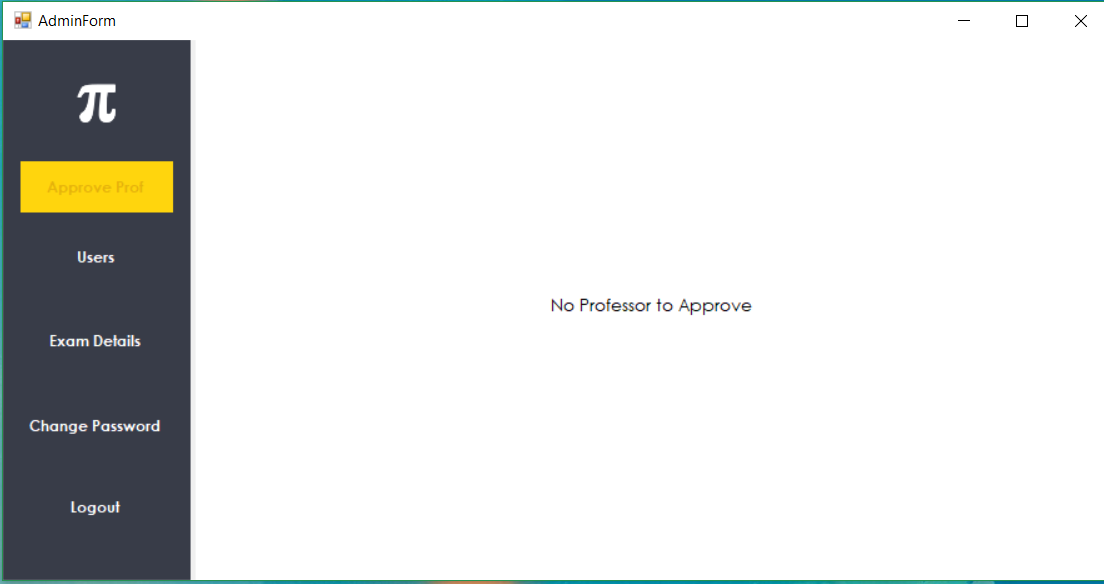 AdminForm
π
Approve Prof
Users
Exam Details
Change Password
Logout
No Professor to Approve